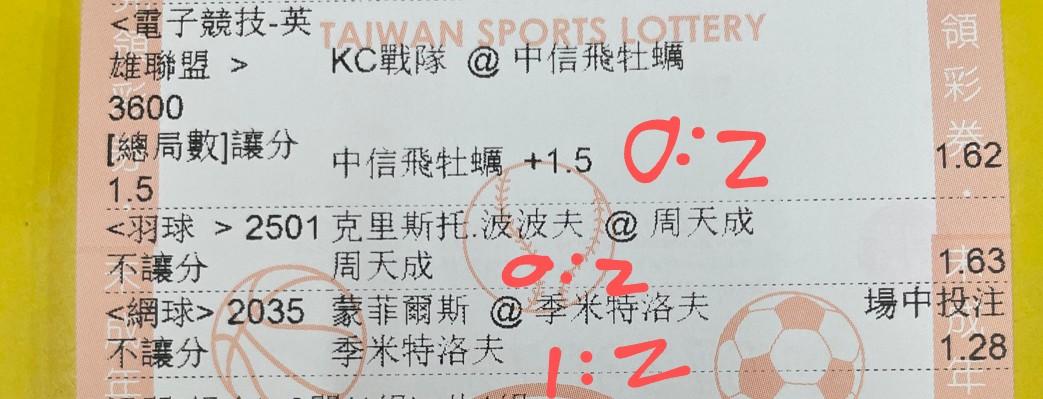 <電子競技-英
TAIWAN SPORTS LOTTERY
雄聯盟 > KC戰隊 @ 中信飛牡蠣
3600
[總局數]讓分
中信飛牡蠣 +1.5 0:2 1.62
1.5
<羽球 > 2501 克里斯托.波波夫 @ 周天成
不讓分 周天成 0:2 1.63
<網球> 2035 蒙菲爾斯 @ 季米特洛夫 場中投注
不讓分 季米特洛夫 1:2 1.28
領彩券・未成年